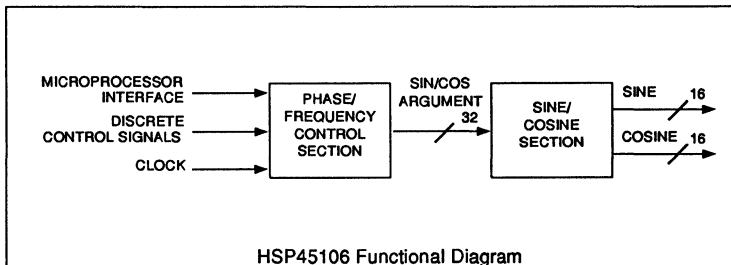 MICROPROCESSOR
INTERFACE
DISCRETE
CONTROL SIGNALS
CLOCK
PHASE/
FREQUENCY
CONTROL
SECTION
SIN/COS
ARGUMENT
32
SINE/
COSINE
SECTION
SINE
16
COSINE
16
HSP45106 Functional Diagram